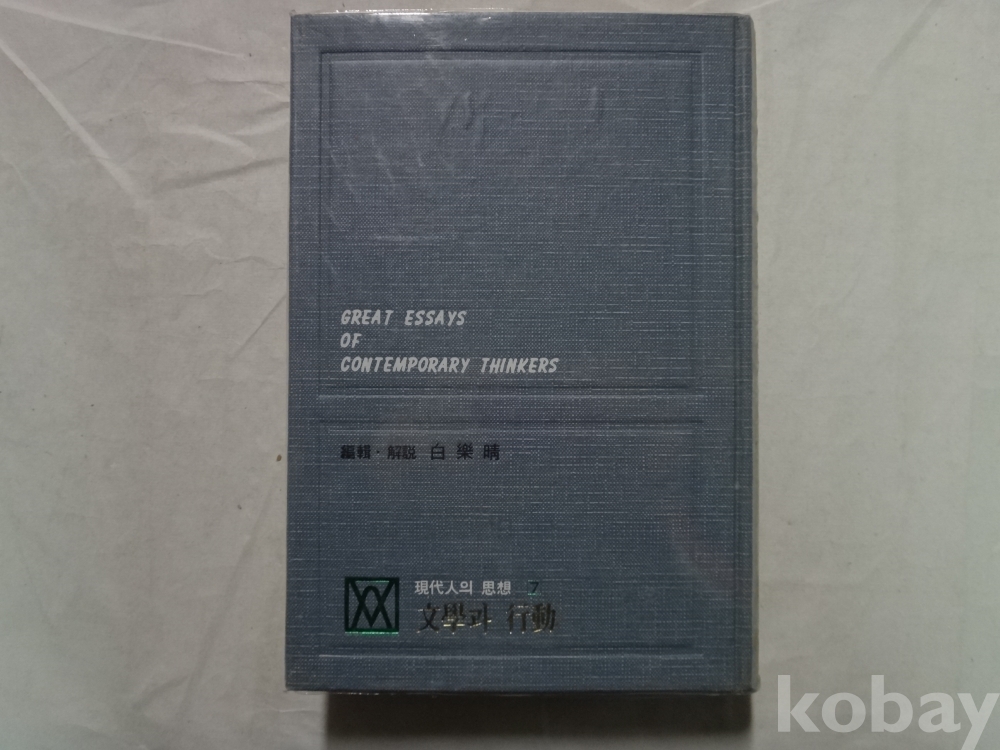 GREAT ESSAYS
OF
CONTEMPORARY THINKERS
編輯·解説 白樂晴
現代人의 思想 7
文學과 行動
kobay